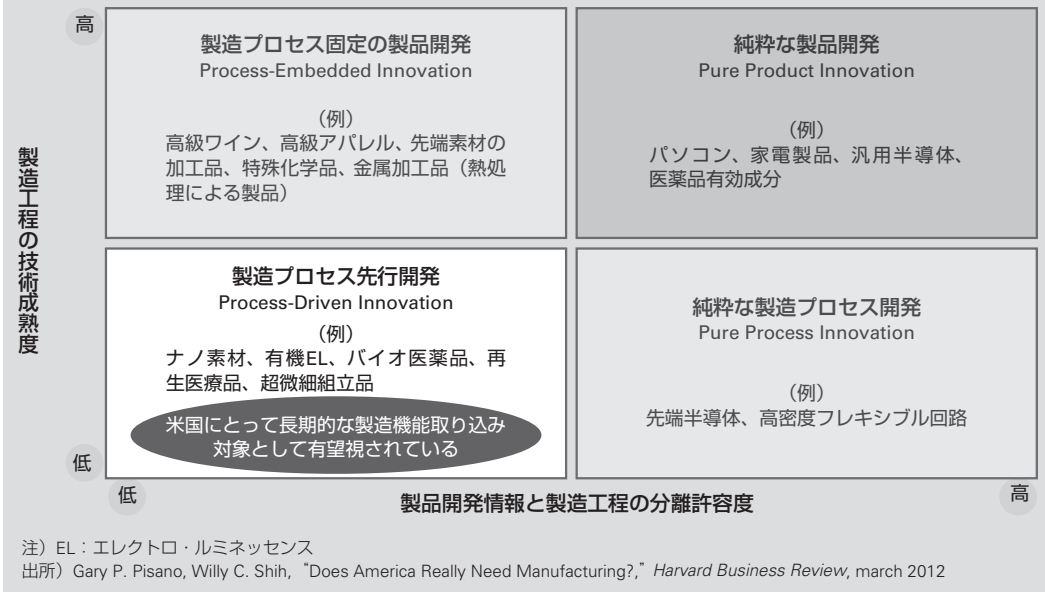 高
製造プロセス固定の製品開発
Process-Embedded Innovation
（例）
高級ワイン、高級アパレル、先端素材の
加工品、特殊化学品、金属加工品（熱処
理による製品）
純粋な製品開発
Pure Product Innovation
（例）
パソコン、家電製品、汎用半導体、
医薬品有効成分
製造工程の技術成熟度
製造プロセス先行開発
Process-Driven Innovation
（例）
ナノ素材、有機EL、バイオ医薬品、再
生医療品、超微細組立品
米国にとって長期的な製造機能取り込み
対象として有望視されている
純粋な製造プロセス開発
Pure Process Innovation
（例）
先端半導体、高密度フレキシブル回路
低
低
製品開発情報と製造工程の分離許容度
高
注）EL：エレクトロ・ルミネッセンス
出所）Gary P. Pisano, Willy C. Shih, “Does America Really Need Manufacturing?,” Harvard Business Review, march 2012